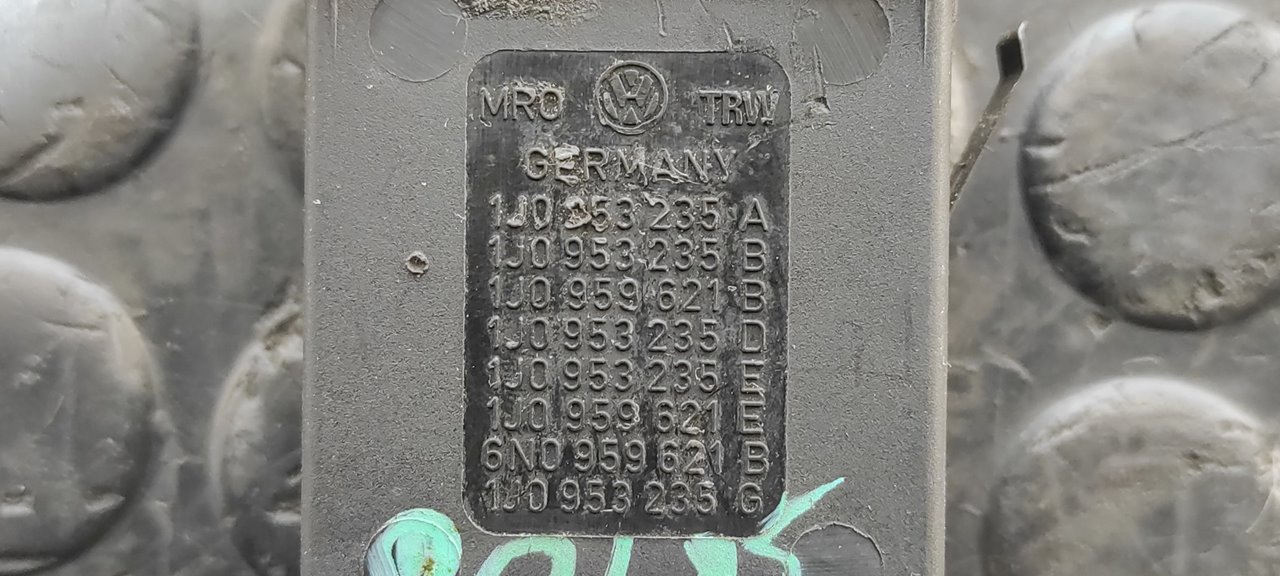 MRO VW TRW
GERMANY
1J0 953 235 A
1J0 953 235 B
1J0 959 621 B
1J0 953 235 D
1J0 953 235 E
1J0 959 621 E
6N0 959 621 B
1J0 953 235 G